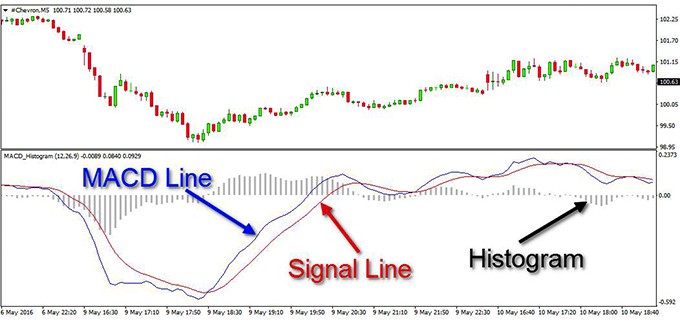 #Chevron,M5 100.71 100.72 100.58 100.63
102.25
101.70
101.15
100.63
100.05
99.50
98.95
MACD_Histogram (12,26,9) -0.0089 0.0840 0.0929
0.2373
MACD Line
0.00
Signal Line
Histogram
-0.592
6 May 2016 6 May 22:20 9 May 16:30 9 May 17:10 9 May 17:50 9 May 18:30 9 May 19:10 9 May 19:50 9 May 20:30 9 May 21:10 9 May 21:50 9 May 22:30 10 May 16:40 10 May 17:20 10 May 18:00 10 May 18:40